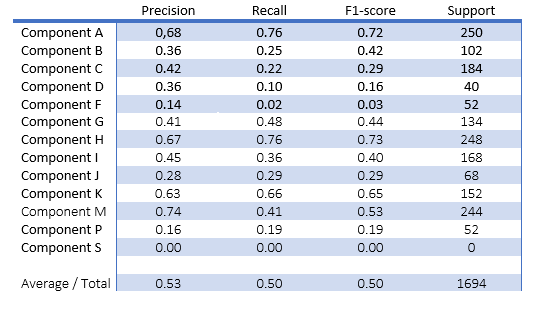 Precision Recall F1-score Support
Component A 0,68 0.76 0.72 250
Component B 0.36 0.25 0.42 102
Component C 0.42 0.22 0.29 184
Component D 0.36 0.10 0.16 40
Component F 0.14 0.02 0.03 52
Component G 0.41 0.48 0.44 134
Component H 0.67 0.76 0.73 248
Component I 0.45 0.36 0.40 168
Component J 0.28 0.29 0.29 68
Component K 0.63 0.66 0.65 152
Component M 0.74 0.41 0.53 244
Component P 0.16 0.19 0.19 52
Component S 0.00 0.00 0.00 0
Average / Total 0.53 0.50 0.50 1694